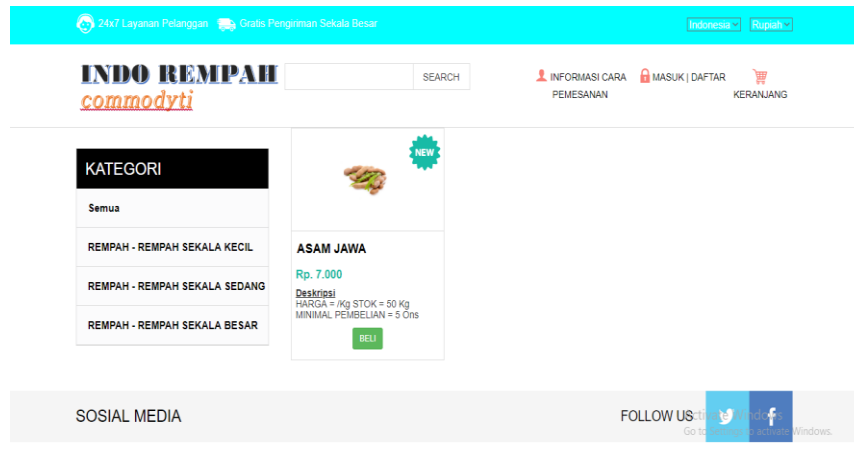 24x7 Layanan Pelanggan Gratis Pengiriman Sekala Besar Indonesia Rupiah
INDO REMPAH
commodyti
SEARCH
INFORMASI CARA
PEMESANAN
MASUK | DAFTAR
KERANJANG
KATEGORI
Semua
REMPAH - REMPAH SEKALA KECIL
REMPAH - REMPAH SEKALA SEDANG
REMPAH - REMPAH SEKALA BESAR
NEW
ASAM JAWA
Rp. 7.000
Deskripsi
HARGA = /Kg STOK = 50 Kg
MINIMAL PEMBELIAN = 5 Ons
BELI
SOSIAL MEDIA
FOLLOW US
Activate Windows
Go to Settings to activate Windows.